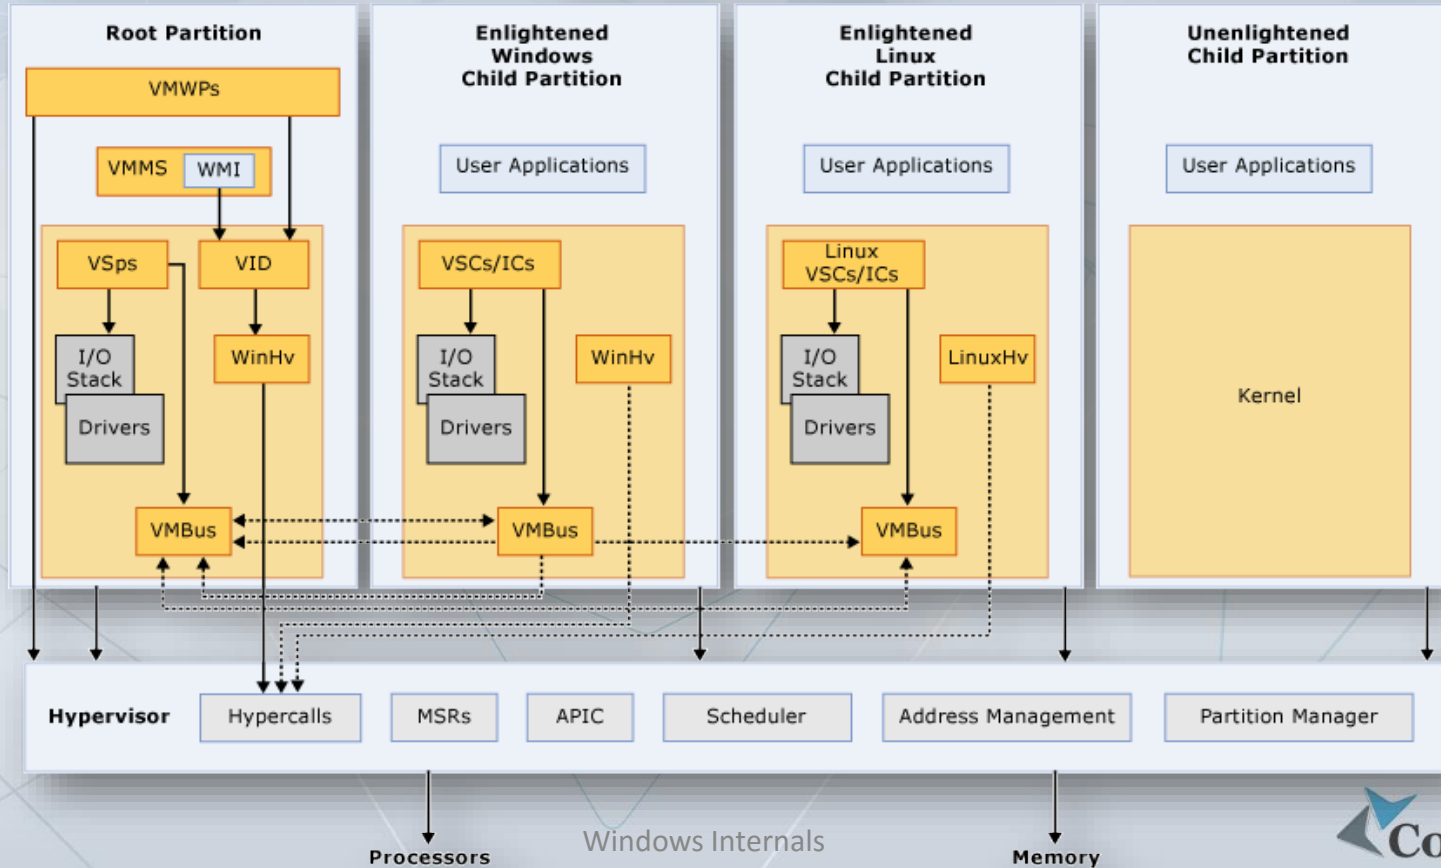 Root Partition
VMWPs
VMMS
WMI
VSps
VID
I/O
Stack
WinHv
Drivers
VMBus
Enlightened
Windows
Child Partition
User Applications
VSCs/ICs
I/O
Stack
WinHv
Drivers
VMBus
Enlightened
Linux
Child Partition
User Applications
Linux
VSCs/ICs
I/O
Stack
LinuxHv
Drivers
VMBus
Unenlightened
Child Partition
User Applications
Kernel
Hypervisor
Hypercalls
MSRs
APIC
Scheduler
Address Management
Partition Manager
Processors
Windows Internals
Memory
Co